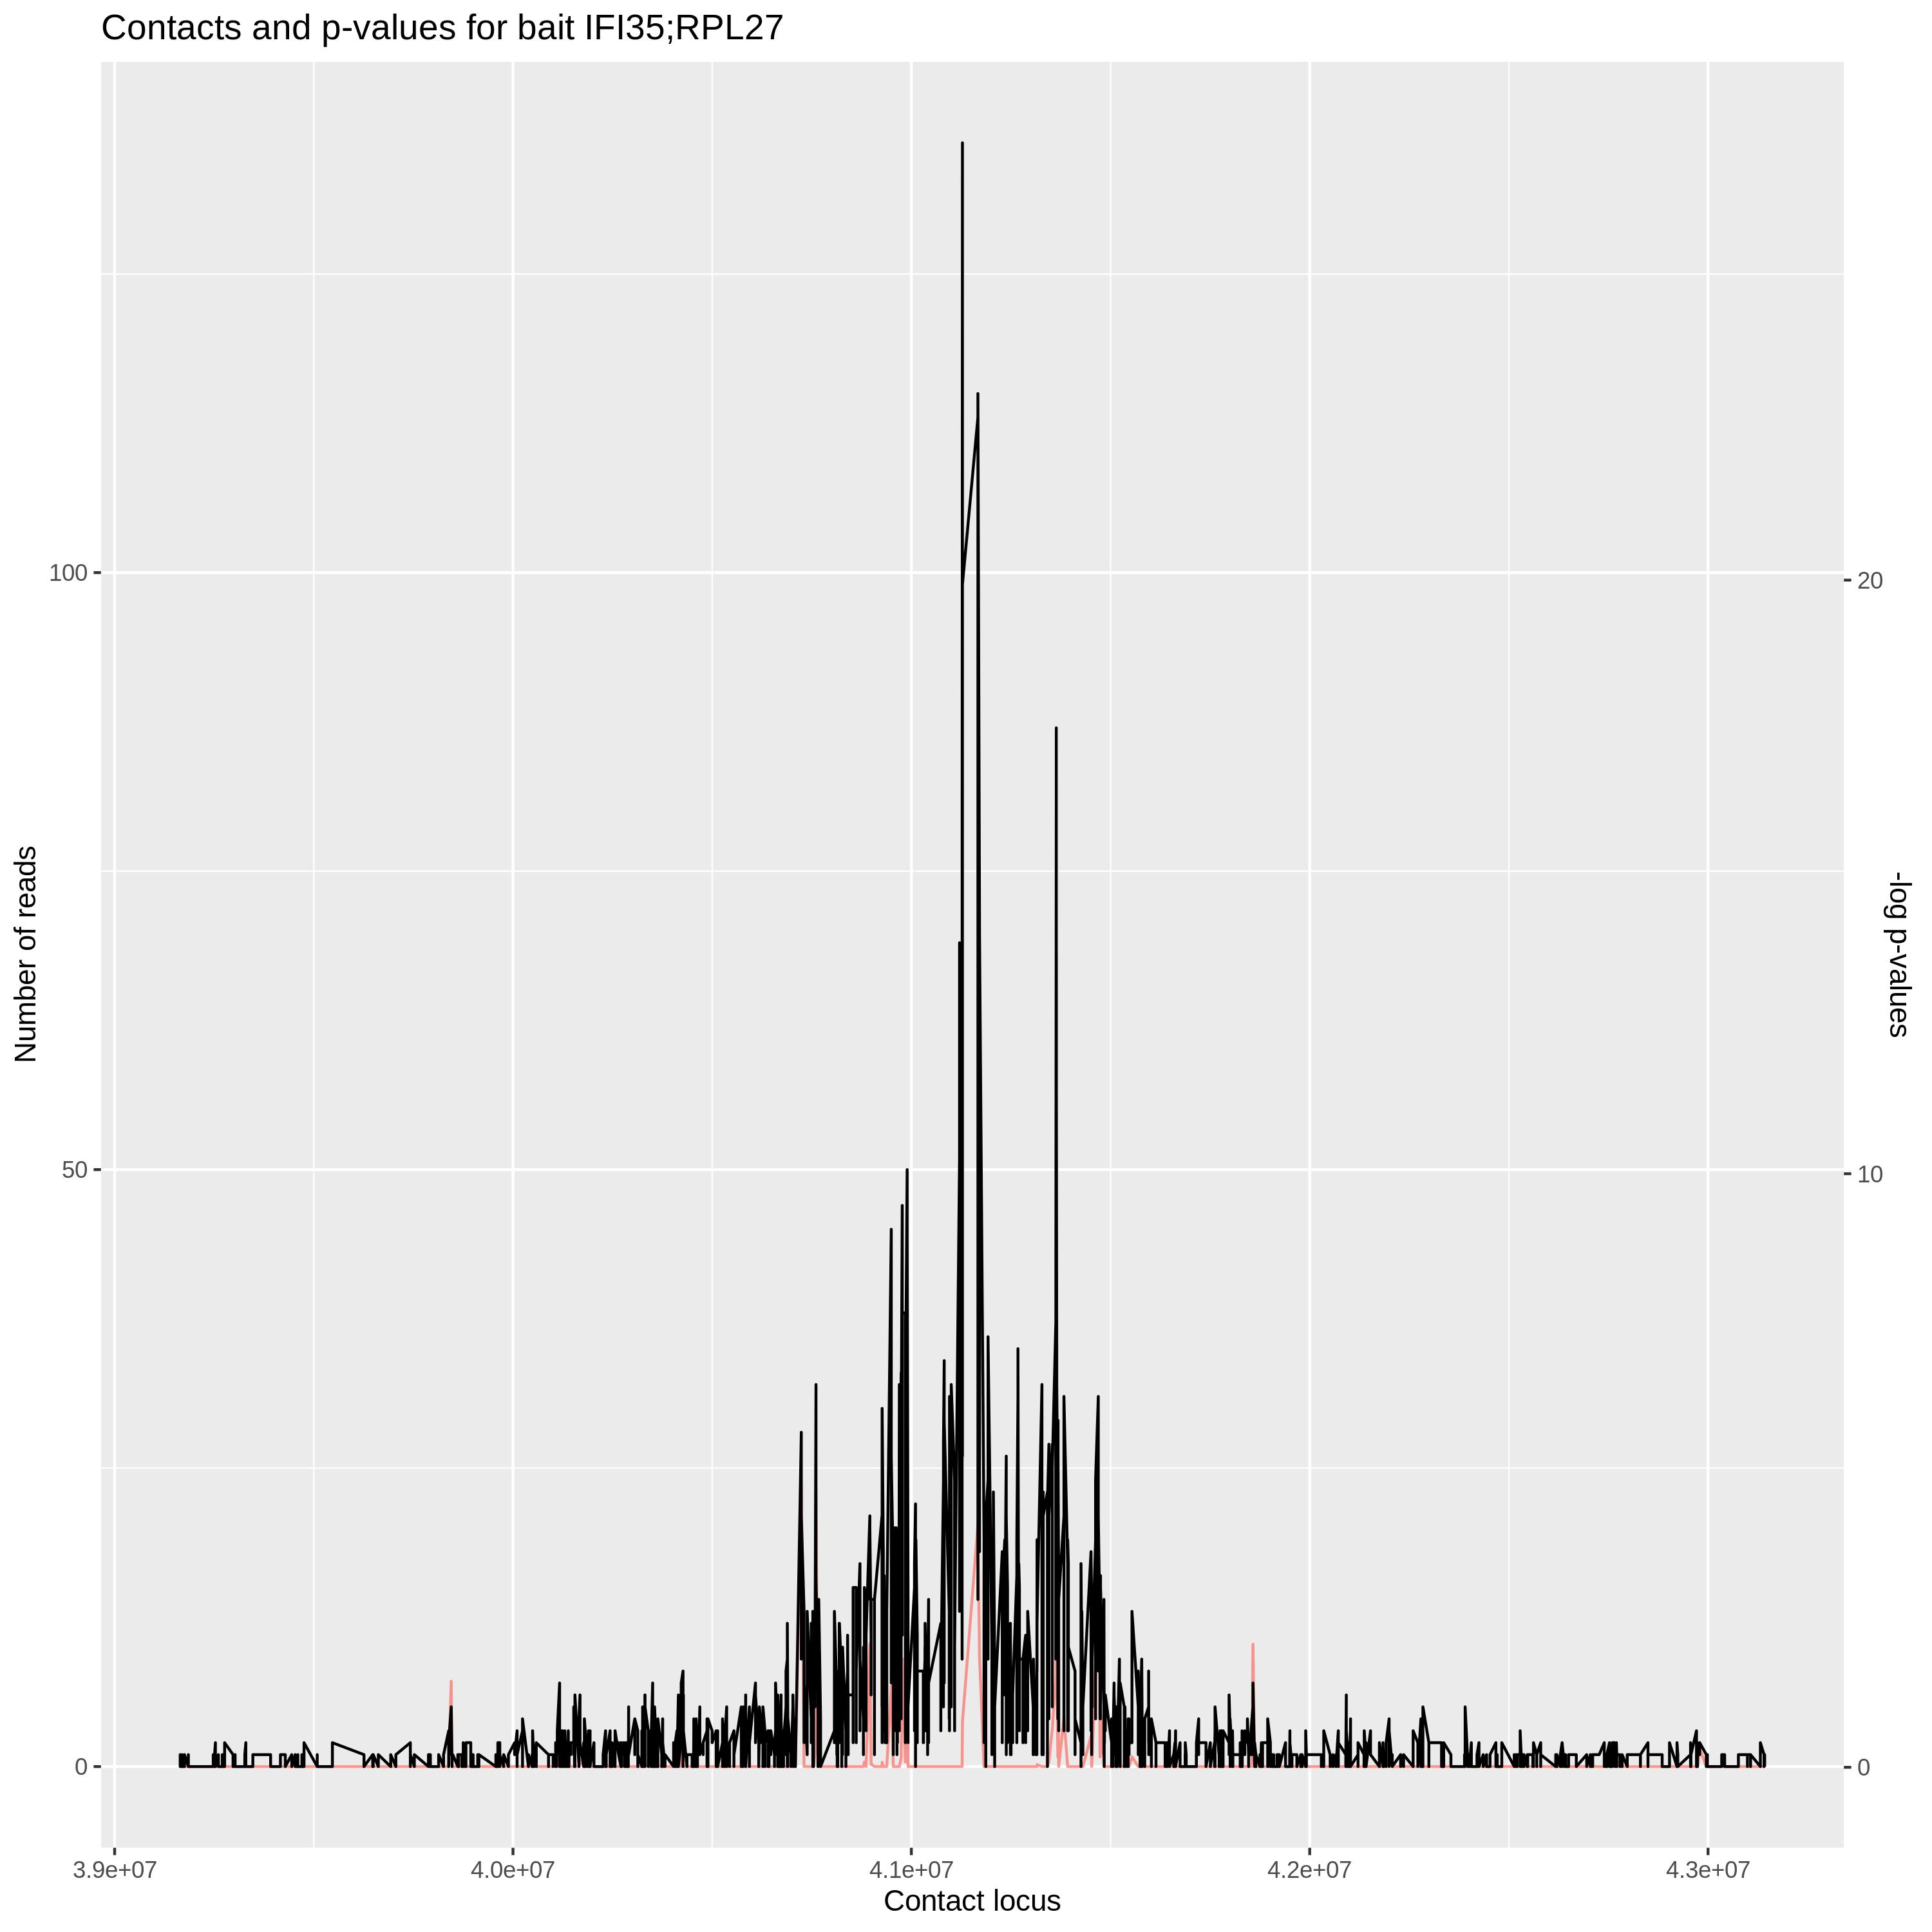 Contacts and p-values for bait IFI35;RPL27
Number of reads
100
50
0
-log p-values
20
10
0
3.9e+07
4.0e+07
4.1e+07
4.2e+07
4.3e+07
Contact locus